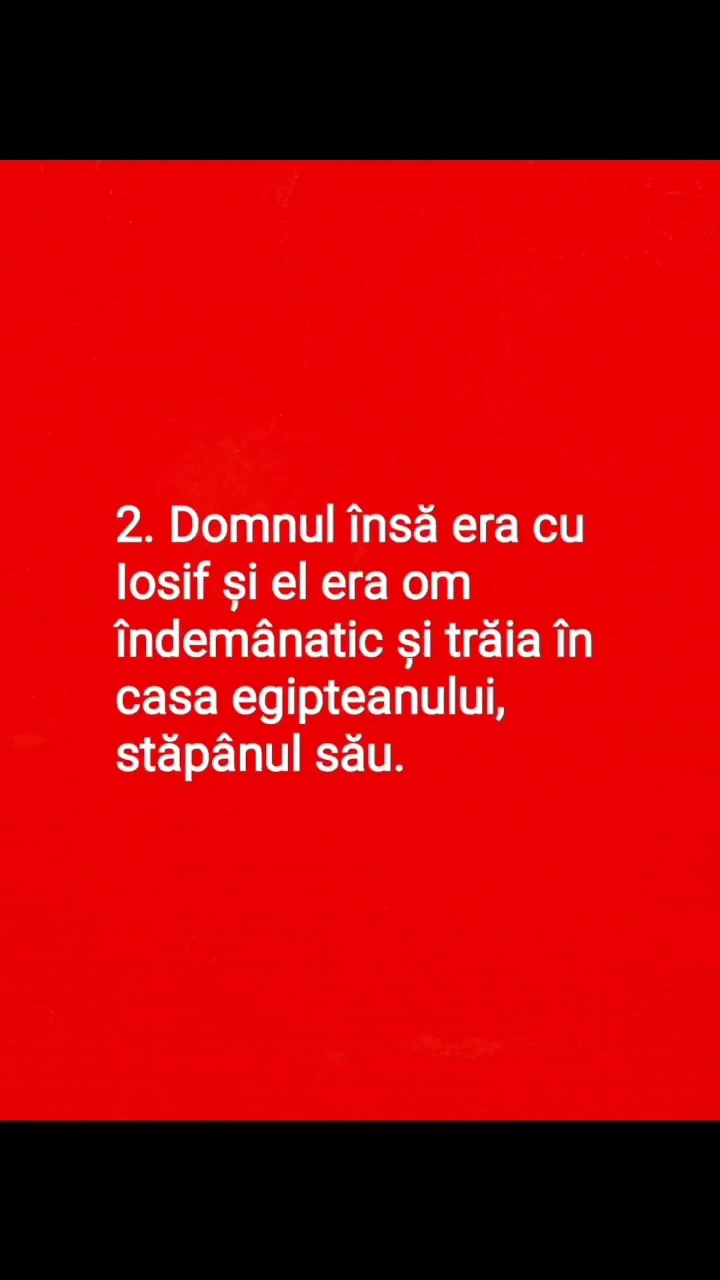 2. Domnul însă era cu
Iosif și el era om
îndemânatic și trăia în
casa egipteanului,
stăpânul său.